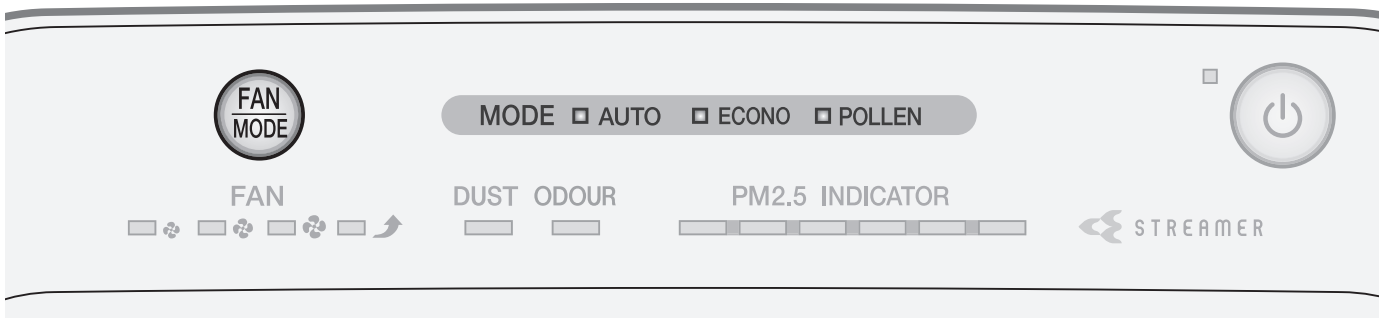 FAN
MODE
MODE AUTO ECONO POLLEN
FAN DUST ODOUR PM2.5 INDICATOR
STREAMER